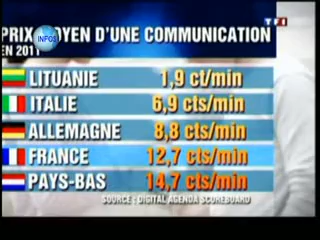 INFOS
TF1
PRIX MOYEN D'UNE COMMUNICATION
EN 2011
LITUANIE 1,9 ct/min
ITALIE 6,9 cts/min
ALLEMAGNE 8,8 cts/min
FRANCE 12,7 cts/min
PAYS-BAS 14,7 cts/min
SOURCE : DIGITAL AGENDA SCOREBOARD